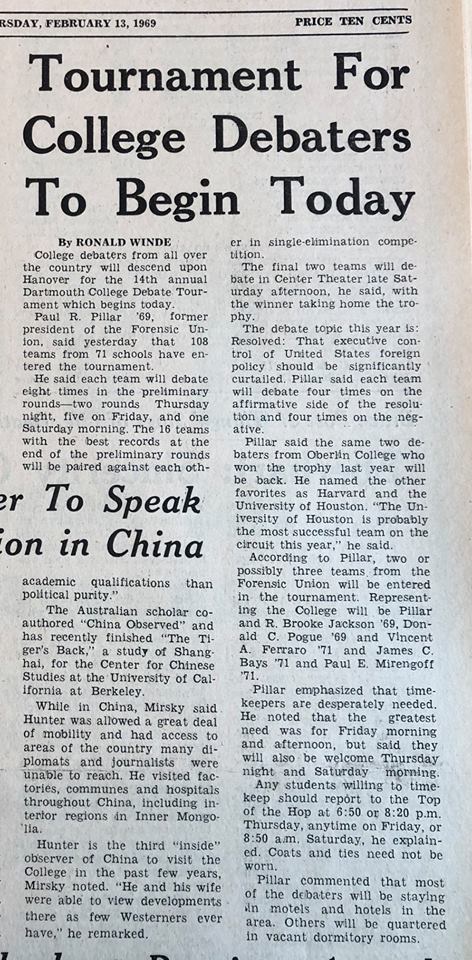 RSDAY, FEBRUARY 13, 1969
PRICE TEN CENTS
Tournament For
College Debaters
To Begin Today
By RONALD WINDE
College debaters from all over
the country will descend upon
Hanover for the 14th annual
Dartmouth College Debate Tour-
ament which begins today.
Paul R. Pillar '69, former
president of the Forensic Un-
ion, said yesterday that 108
teams from 71 schools have en-
tered the tournament.
He said each team will debate
eight times in the preliminary
rounds—two rounds Thursday
night, five on Friday, and one
Saturday morning. The 16 teams
with the best records at the
end of the preliminary rounds
will be paired against each oth-
er in single-elimination compe-
tition.
The final two teams will de-
bate in Center Theater late Sat-
urday afternoon, he said, with
the winner taking home the tro-
phy.
The debate topic this year is:
Resolved: That executive con-
trol of United States foreign
policy should be significantly
curtailed. Pillar said each team
will debate four times on the
affirmative side of the resolu-
tion and four times on the neg-
ative.
Pillar said the same two de-
baters from Oberlin College who
won the trophy last year will
be back. He named the other
favorites as Harvard and the
University of Houston. "The Un-
iversity of Houston is probably
the most successful team on the
circuit this year," he said.
According to Pillar, two or
possibly three teams from the
Forensic Union will be entered
in the tournament. Represent-
ing the College will be Pillar
and R. Brooke Jackson '69, Don-
ald C. Pogue '69 and Vincent
A. Ferraro '71 and James C.
Bays '71 and Paul E. Mirengoff
'71.
Pillar emphasized that time-
keepers are desperately needed.
He noted that the greatest
need was for Friday morning
and afternoon, but said they
will also be welcome Thursday
night and Saturday morning.
Any students willing to time-
keep should report to the Top
of the Hop at 6:50 or 8:20 p.m.
Thursday, anytime on Friday, or
8:50 a.m. Saturday, he explain-
ed. Coats and ties need not be
worn.
Pillar commented that most
of the debaters will be staying
in motels and hotels in the
area. Others will be quartered
in vacant dormitory rooms.
er To Speak
ion in China
academic qualifications than
political purity."
The Australian scholar co-
authored "China Observed" and
has recently finished "The Ti-
ger's Back," a study of Shang-
hai, for the Center for Chinese
Studies at the University of Cal-
ifornia at Berkeley.
While in China, Mirsky said
Hunter was allowed a great deal
of mobility and had access to
areas of the country many di-
plomats and journalists were
unable to reach. He visited fac-
tories, communes and hospitals
throughout China, including in-
terior regions in Inner Mongo-
lia.
Hunter is the third "inside"
observer of China to visit the
College in the past few years,
Mirsky noted. "He and his wife
were able to view developments
there as few Westerners ever
have," he remarked.